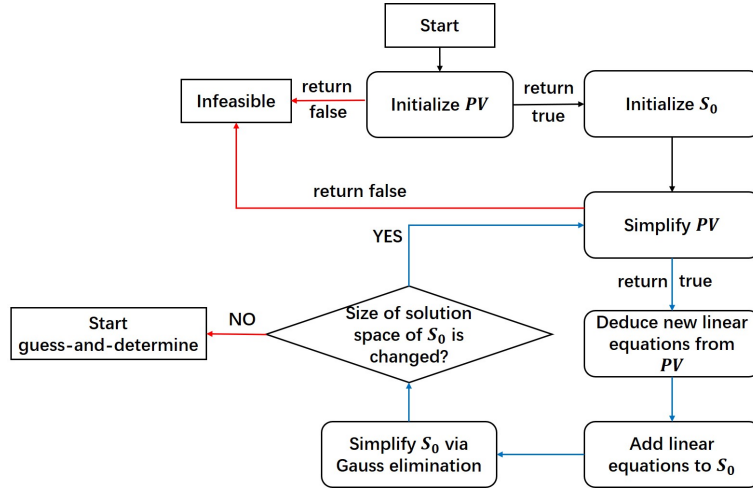 Start
return
false
return
true
Infeasible
Initialize PV
Initialize S₀
return false
Simplify PV
YES
return true
Size of solution
space of S₀ is
changed?
NO
Start
guess-and-determine
Deduce new linear
equations from
PV
Simplify S₀ via
Gauss elimination
Add linear
equations to S₀